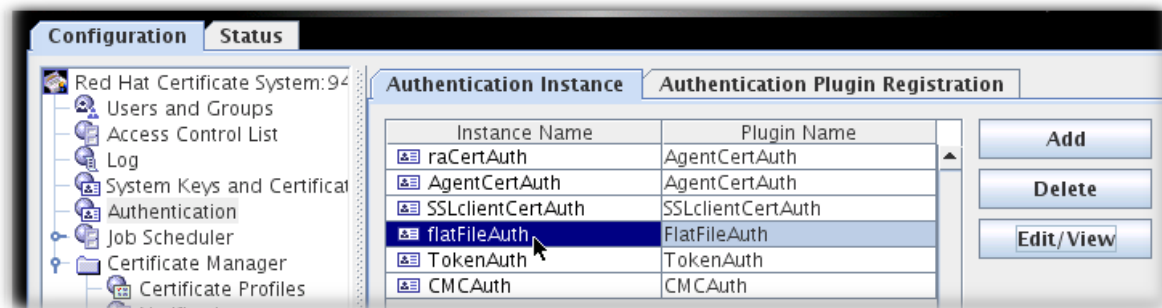 Configuration Status
Red Hat Certificate System:94
Users and Groups
Access Control List
Log
System Keys and Certificat
Authentication
Job Scheduler
Certificate Manager
Certificate Profiles
Authentication Instance Authentication Plugin Registration
Instance Name Plugin Name
raCertAuth AgentCertAuth
AgentCertAuth AgentCertAuth
SSLclientCertAuth SSLclientCertAuth
flatFileAuth FlatFileAuth
TokenAuth TokenAuth
CMCAuth CMCAuth
Add
Delete
Edit/View